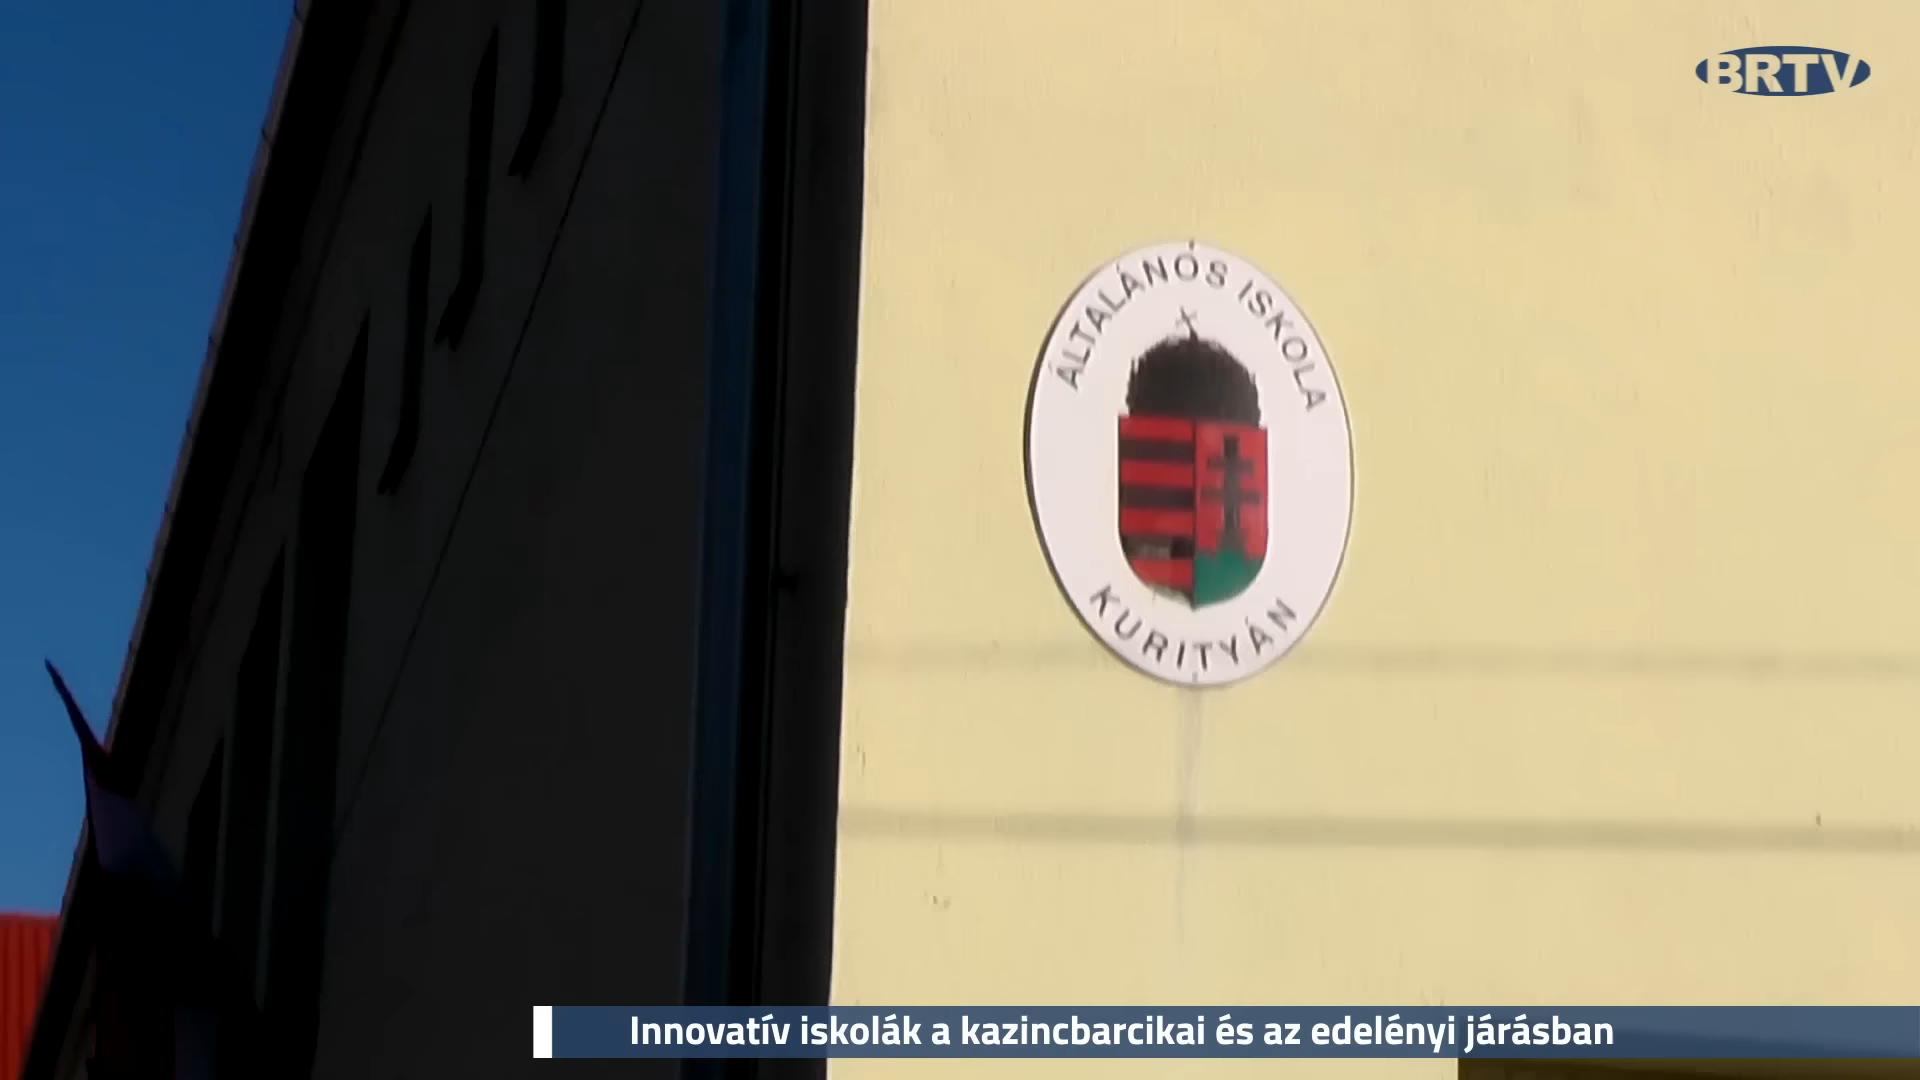 BRTV
ÁLTALÁNOS ISKOLA
KURITYÁN
Innovatív iskolák a kazincbarcikai és az edelényi járásban